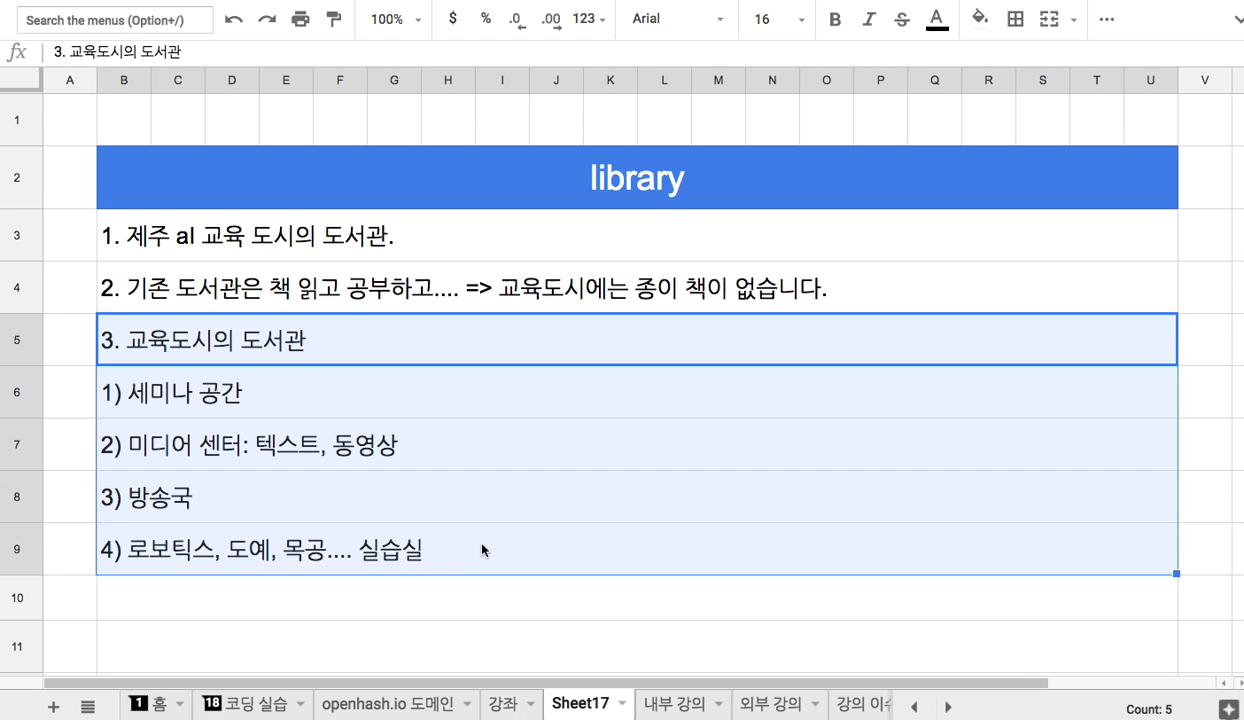 Search the menus (Option+/)
100%
$ % .0 .00 123
Arial
16
B I S A
fx 3. 교육도시의 도서관
A B C D E F G H I J K L M N O P Q R S T U V
1
2 library
3 1. 제주 aI 교육 도시의 도서관.
4 2. 기존 도서관은 책 읽고 공부하고.... => 교육도시에는 종이 책이 없습니다.
5 3. 교육도시의 도서관
6 1) 세미나 공간
7 2) 미디어 센터: 텍스트, 동영상
8 3) 방송국
9 4) 로보틱스, 도예, 목공.... 실습실
10
11
1 홈 18 코딩 실습 openhash.io 도메인 강좌 Sheet17 내부 강의 외부 강의 강의 Count: 5